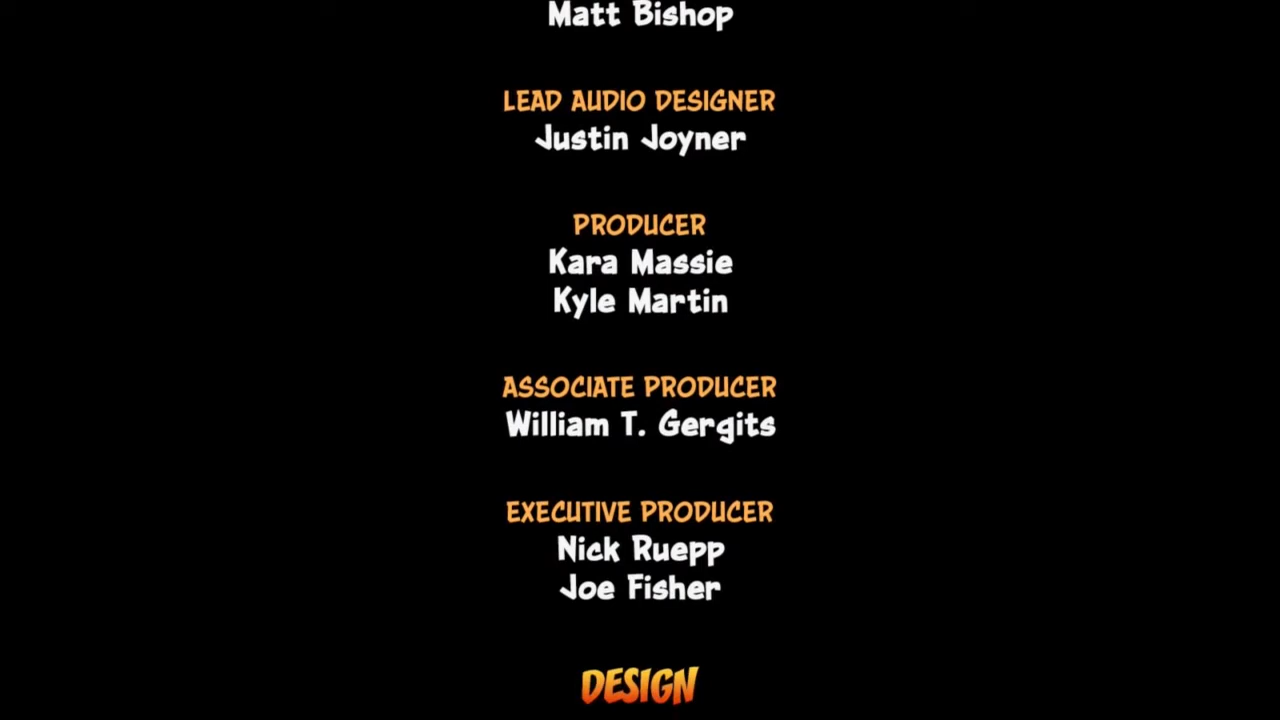 Matt Bishop
LEAD AUDIO DESIGNER
Justin Joyner
PRODUCER
Kara Massie
Kyle Martin
ASSOCIATE PRODUCER
William T. Gergits
EXECUTIVE PRODUCER
Nick Ruepp
Joe Fisher
DESIGN